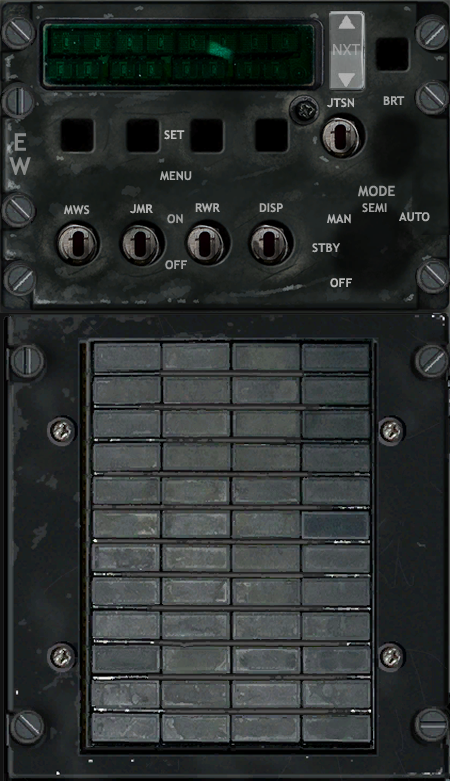 NXT
JTSN
BRT
SET
E
W
MENU
MODE
MWS
JMR
ON
RWR
DISP
MAN
SEMI
AUTO
STBY
OFF
OFF